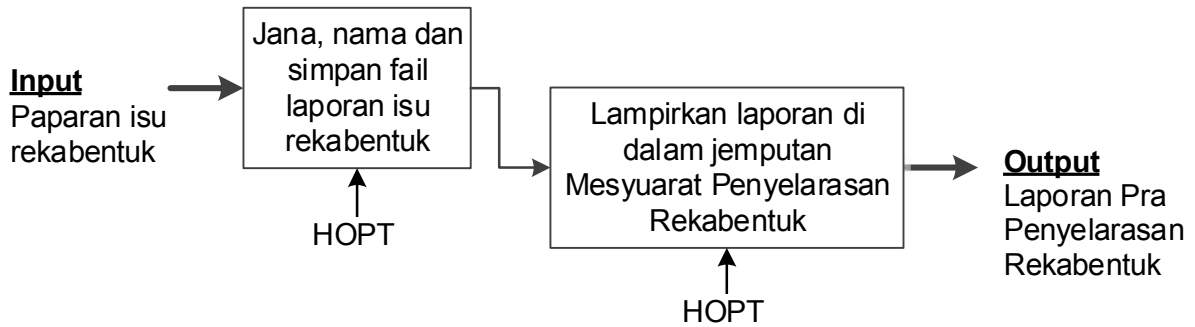 Input
Paparan isu
rekabentuk
Jana, nama dan
simpan fail
laporan isu
rekabentuk
HOPT
Lampirkan laporan di
dalam jemputan
Mesyuarat Penyelarasan
Rekabentuk
HOPT
Output
Laporan Pra
Penyelarasan
Rekabentuk